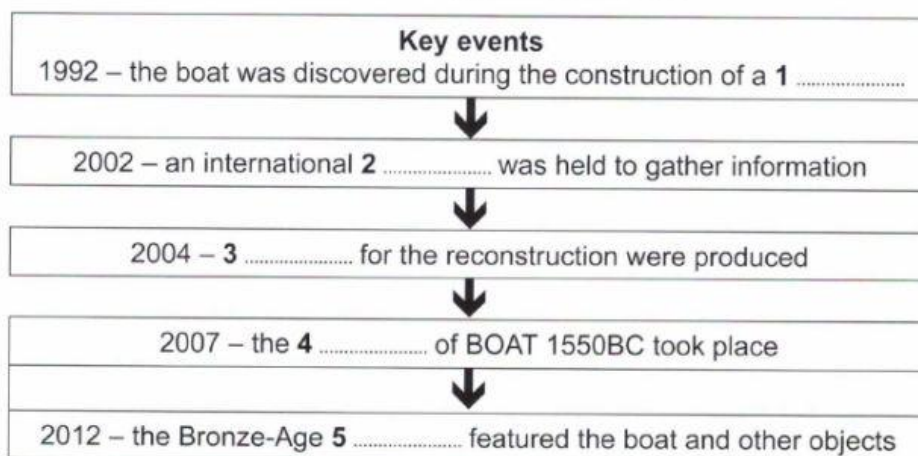 Key events
1992 – the boat was discovered during the construction of a 1 ....................
2002 – an international 2 .................... was held to gather information
2004 – 3 .................... for the reconstruction were produced
2007 – the 4 .................... of BOAT 1550BC took place
2012 – the Bronze-Age 5 .................... featured the boat and other objects